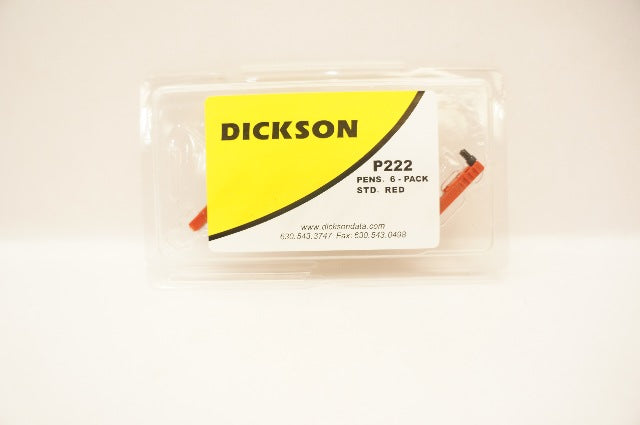 DICKSON
P222
PENS. 6 - PACK
STD. RED
www.dicksondata.com
630.543.3747 Fax: 630.543.0498